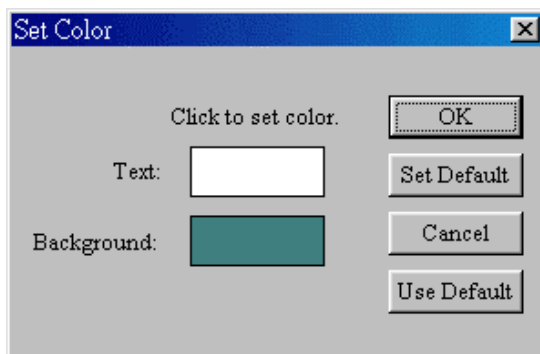 Set Color
Click to set color.
OK
Text:
Set Default
Background:
Cancel
Use Default